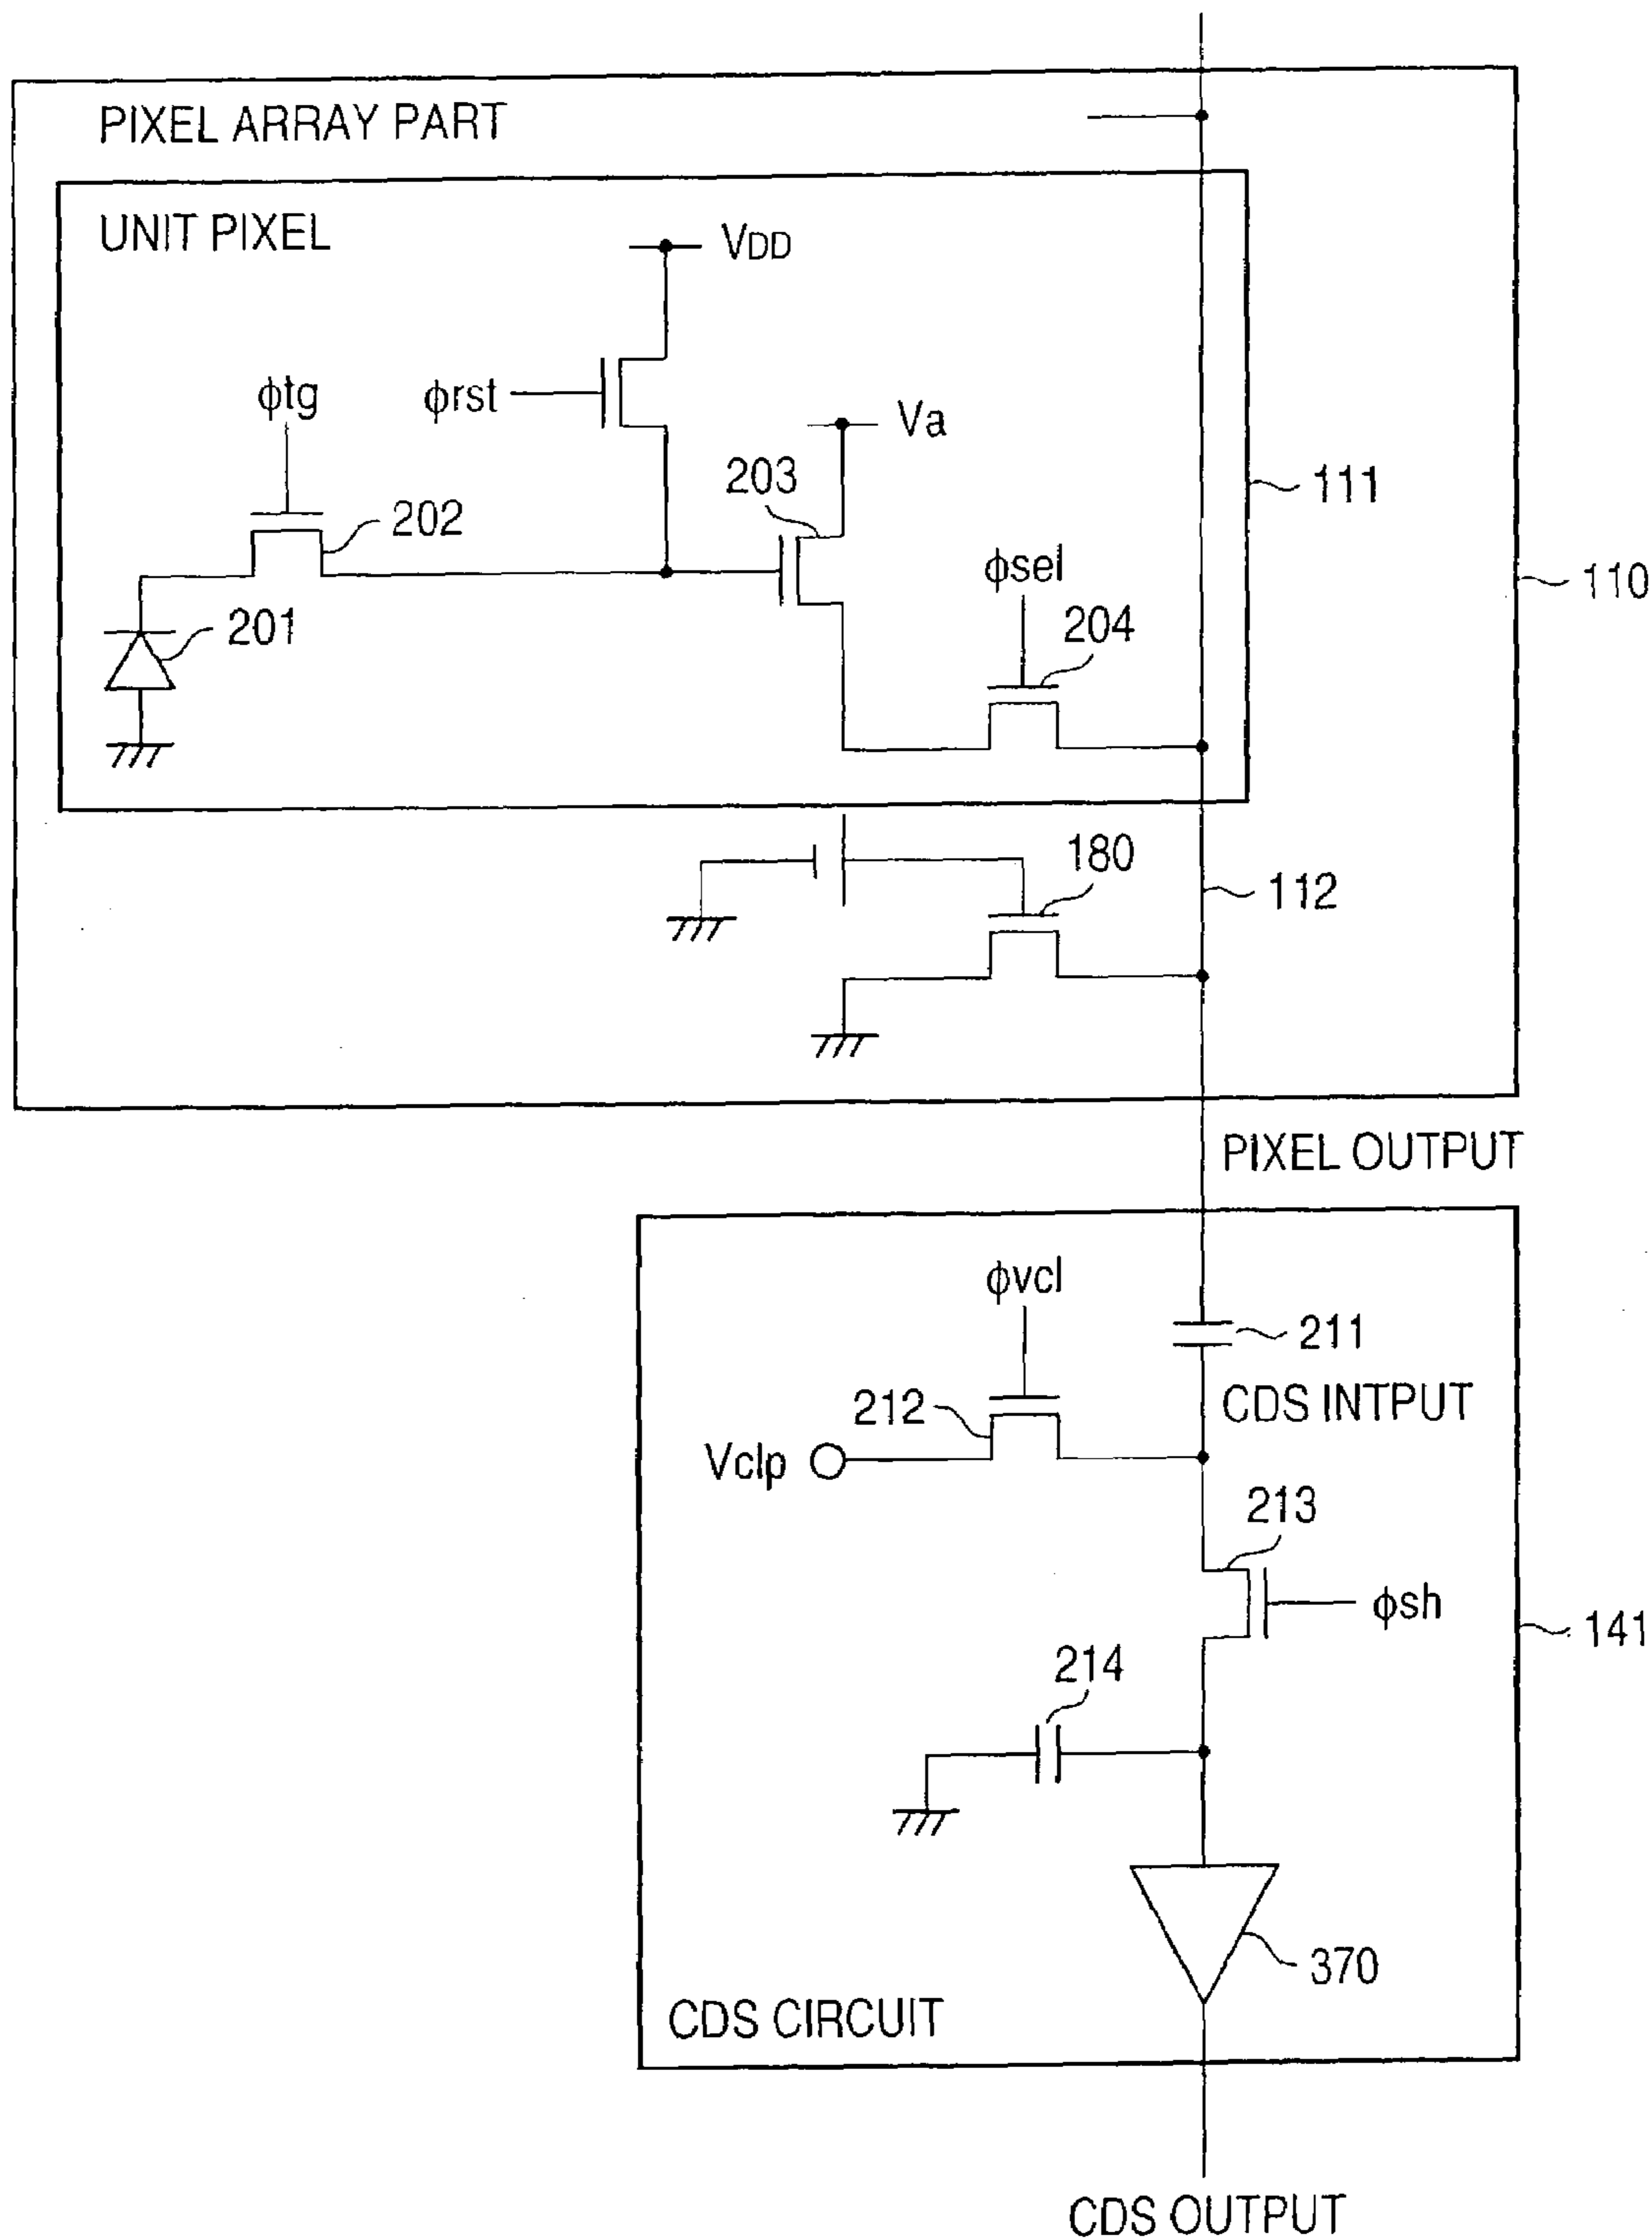 PIXEL ARRAY PART
UNIT PIXEL
VDD
ϕtg
ϕrst
Va
203
111
202
ϕsel
110
201
204
180
112
PIXEL OUTPUT
ϕvcl
211
212
CDS INTPUT
Vclp
213
ϕsh
141
214
370
CDS CIRCUIT
CDS OUTPUT